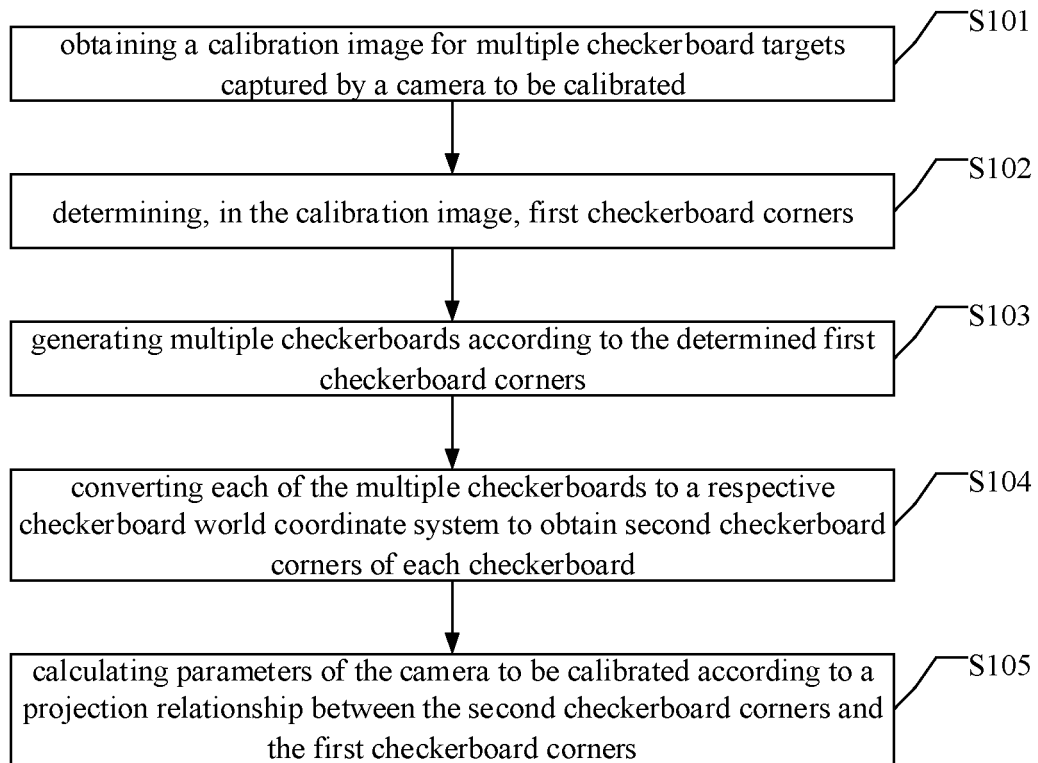 S101
obtaining a calibration image for multiple checkerboard targets
captured by a camera to be calibrated
S102
determining, in the calibration image, first checkerboard corners
S103
generating multiple checkerboards according to the determined first
checkerboard corners
S104
converting each of the multiple checkerboards to a respective
checkerboard world coordinate system to obtain second checkerboard
corners of each checkerboard
S105
calculating parameters of the camera to be calibrated according to a
projection relationship between the second checkerboard corners and
the first checkerboard corners